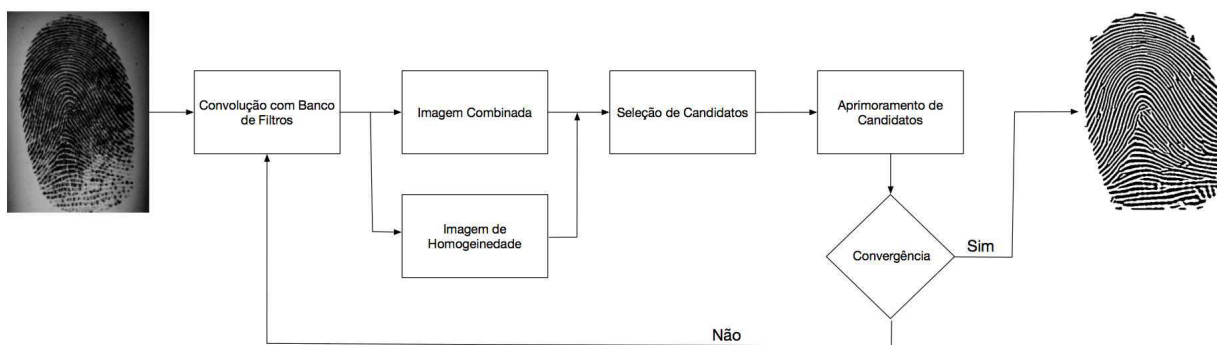 Convolução com Banco
de Filtros
Imagem Combinada
Imagem de
Homogeinedade
Seleção de Candidatos
Aprimoramento de
Candidatos
Convergência
Sim
Não